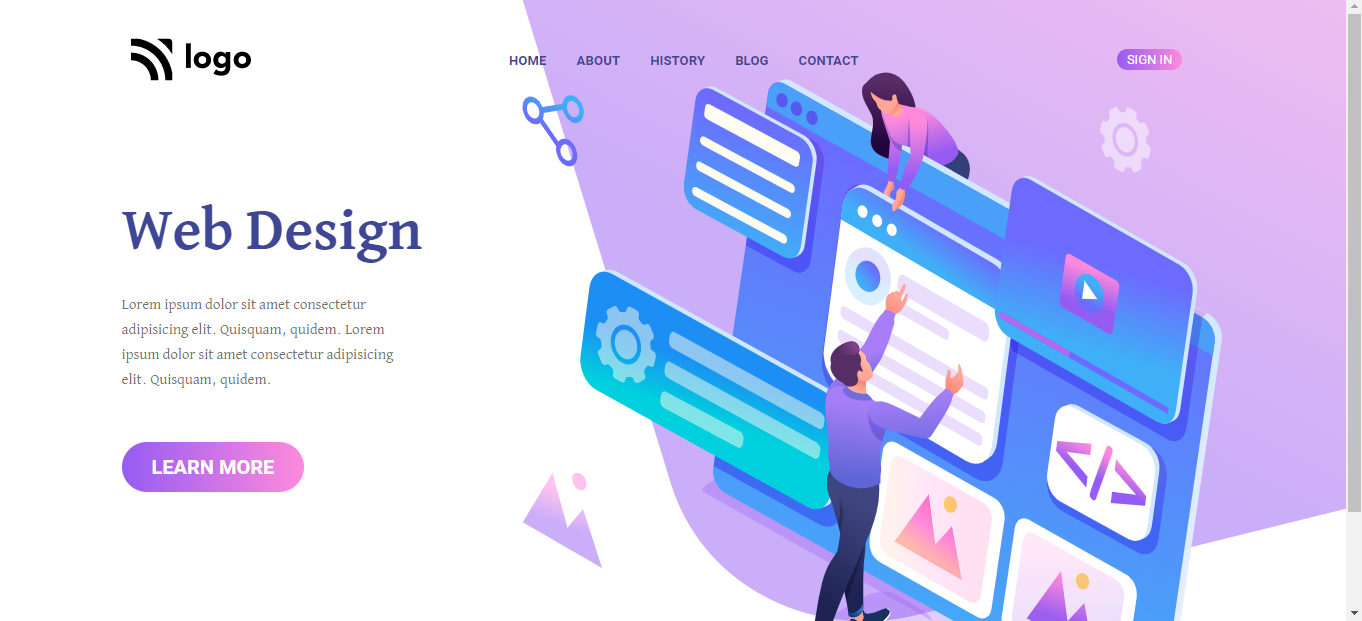 logo
HOME ABOUT HISTORY BLOG CONTACT
SIGN IN
Web Design
Lorem ipsum dolor sit amet consectetur
adipisicing elit. Quisquam, quidem. Lorem
ipsum dolor sit amet consectetur adipisicing
elit. Quisquam, quidem.
LEARN MORE